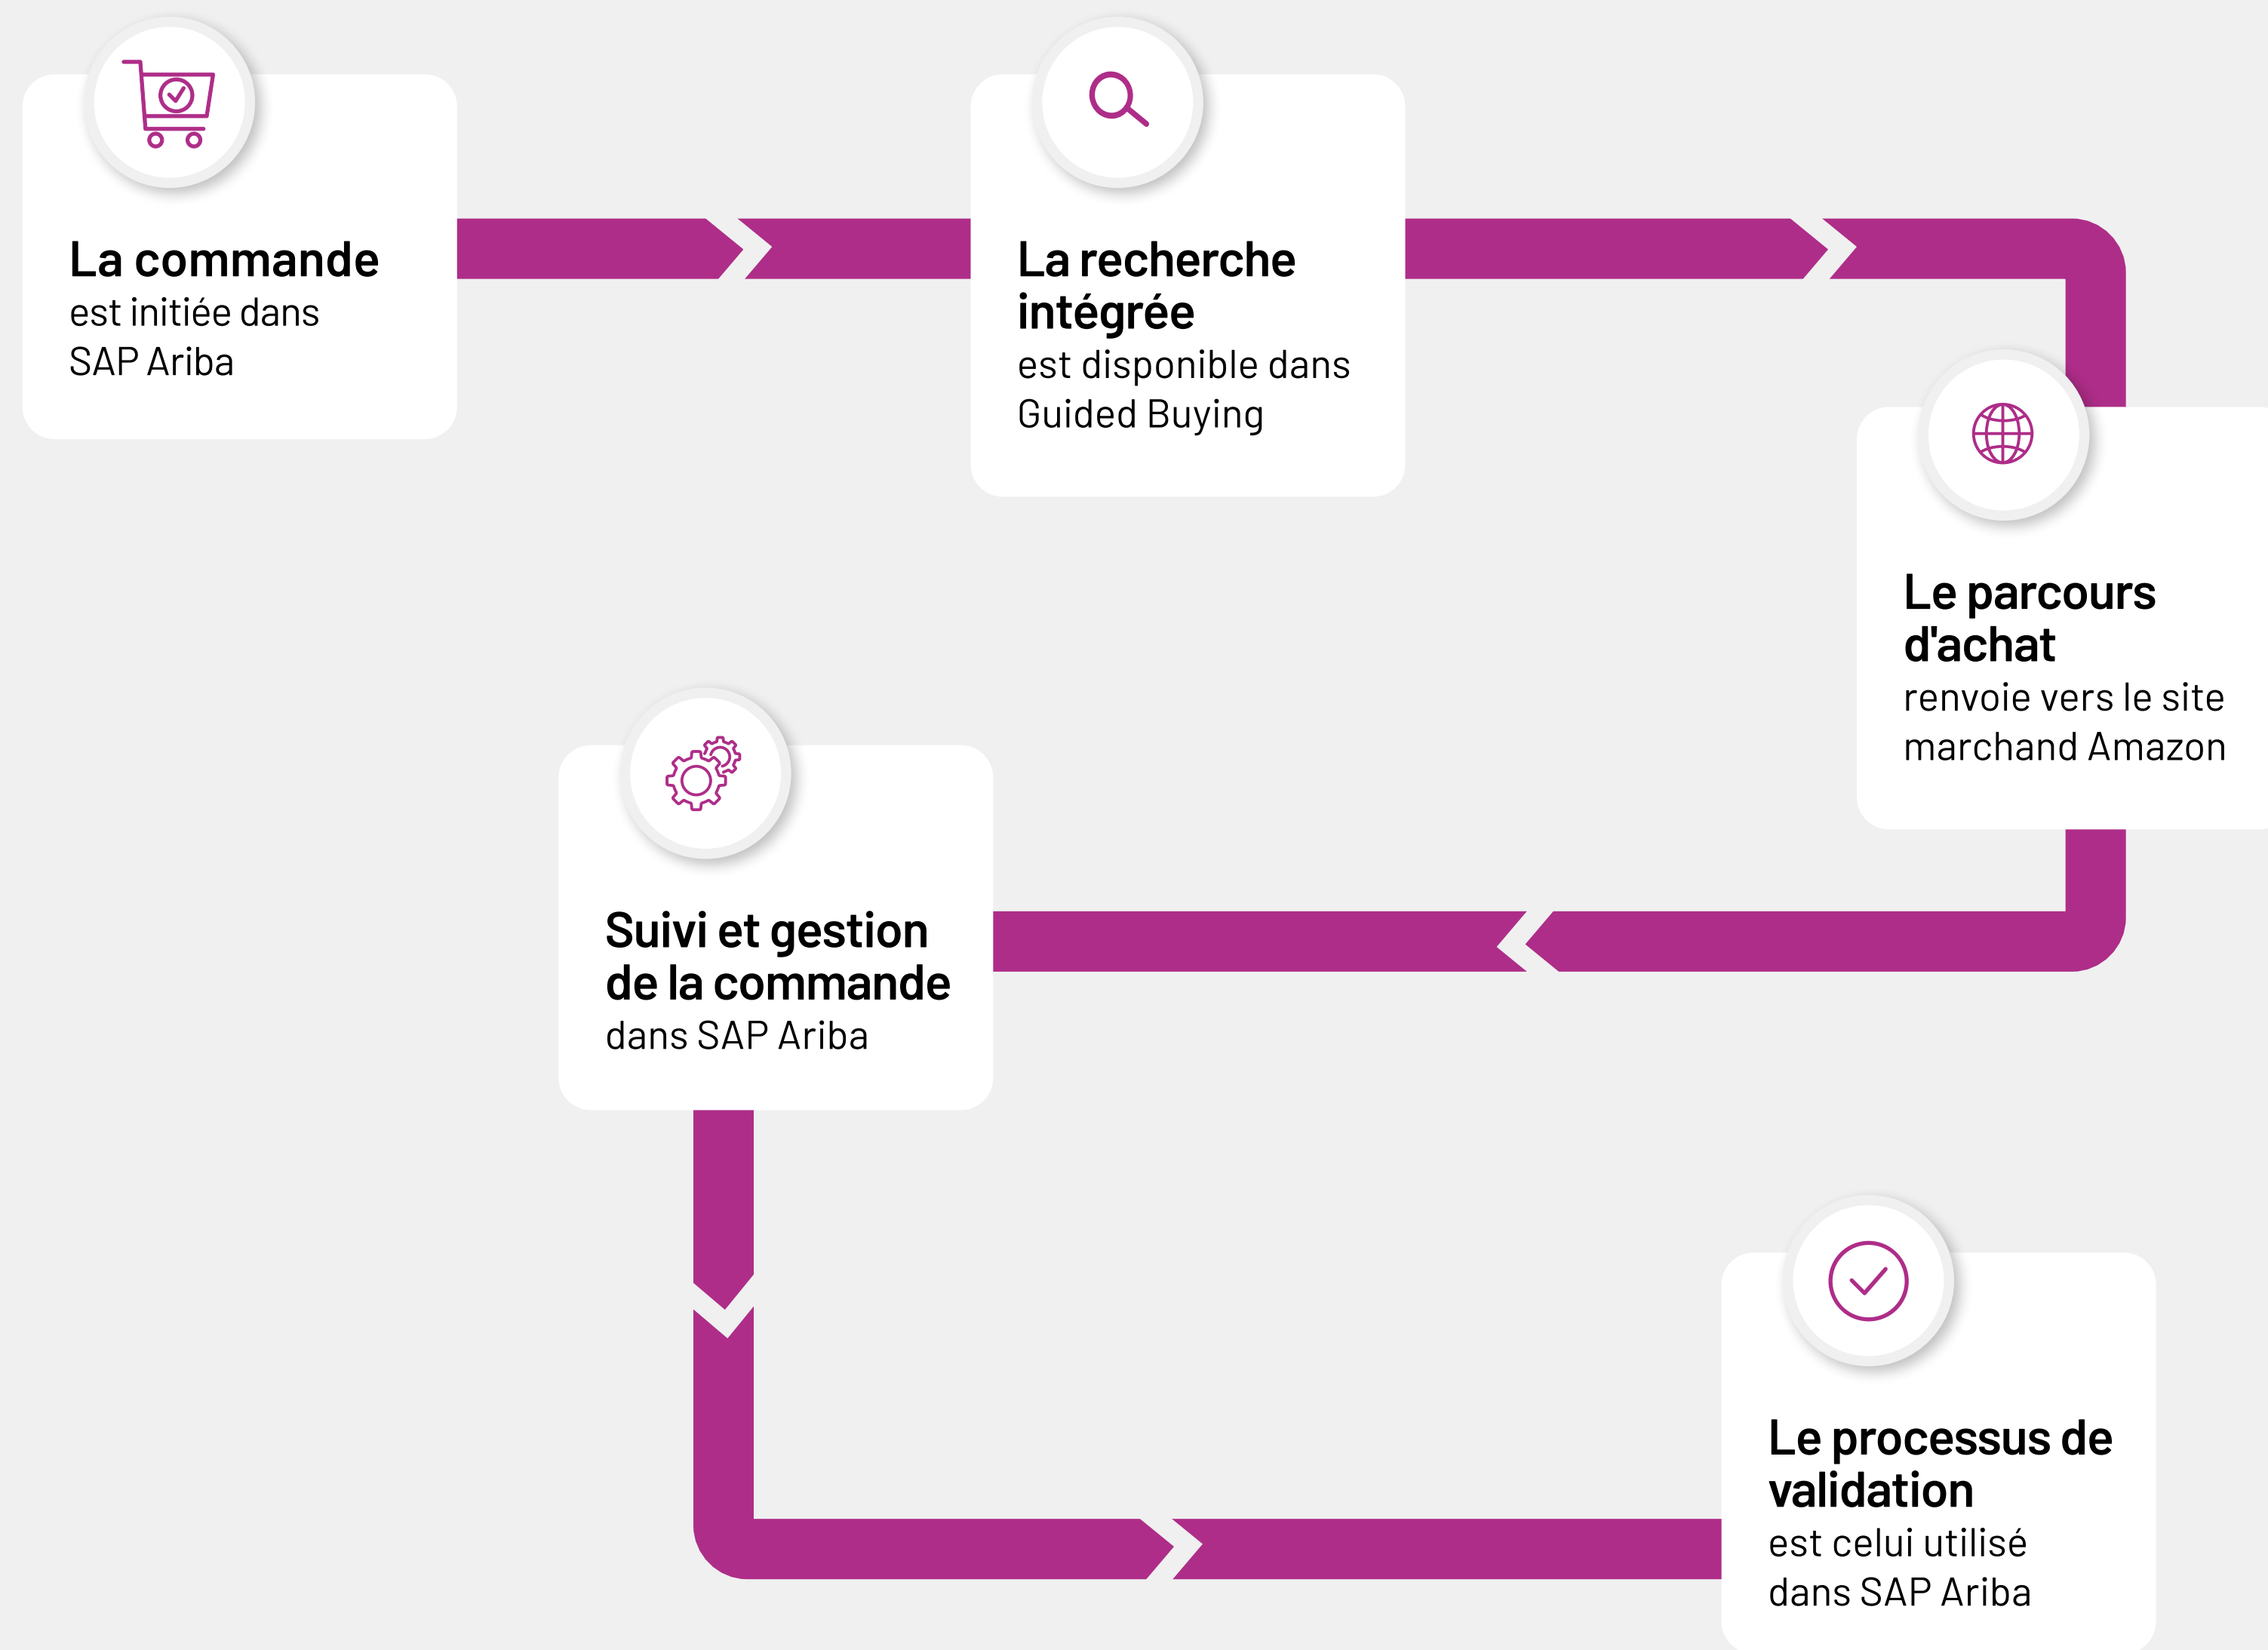 La commande
est initiée dans
SAP Ariba
La recherche
intégrée
est disponible dans
Guided Buying
Le parcours
d'achat
renvoie vers le site
marchand Amazon
Suivi et gestion
de la commande
dans SAP Ariba
Le processus de
validation
est celui utilisé
dans SAP Ariba